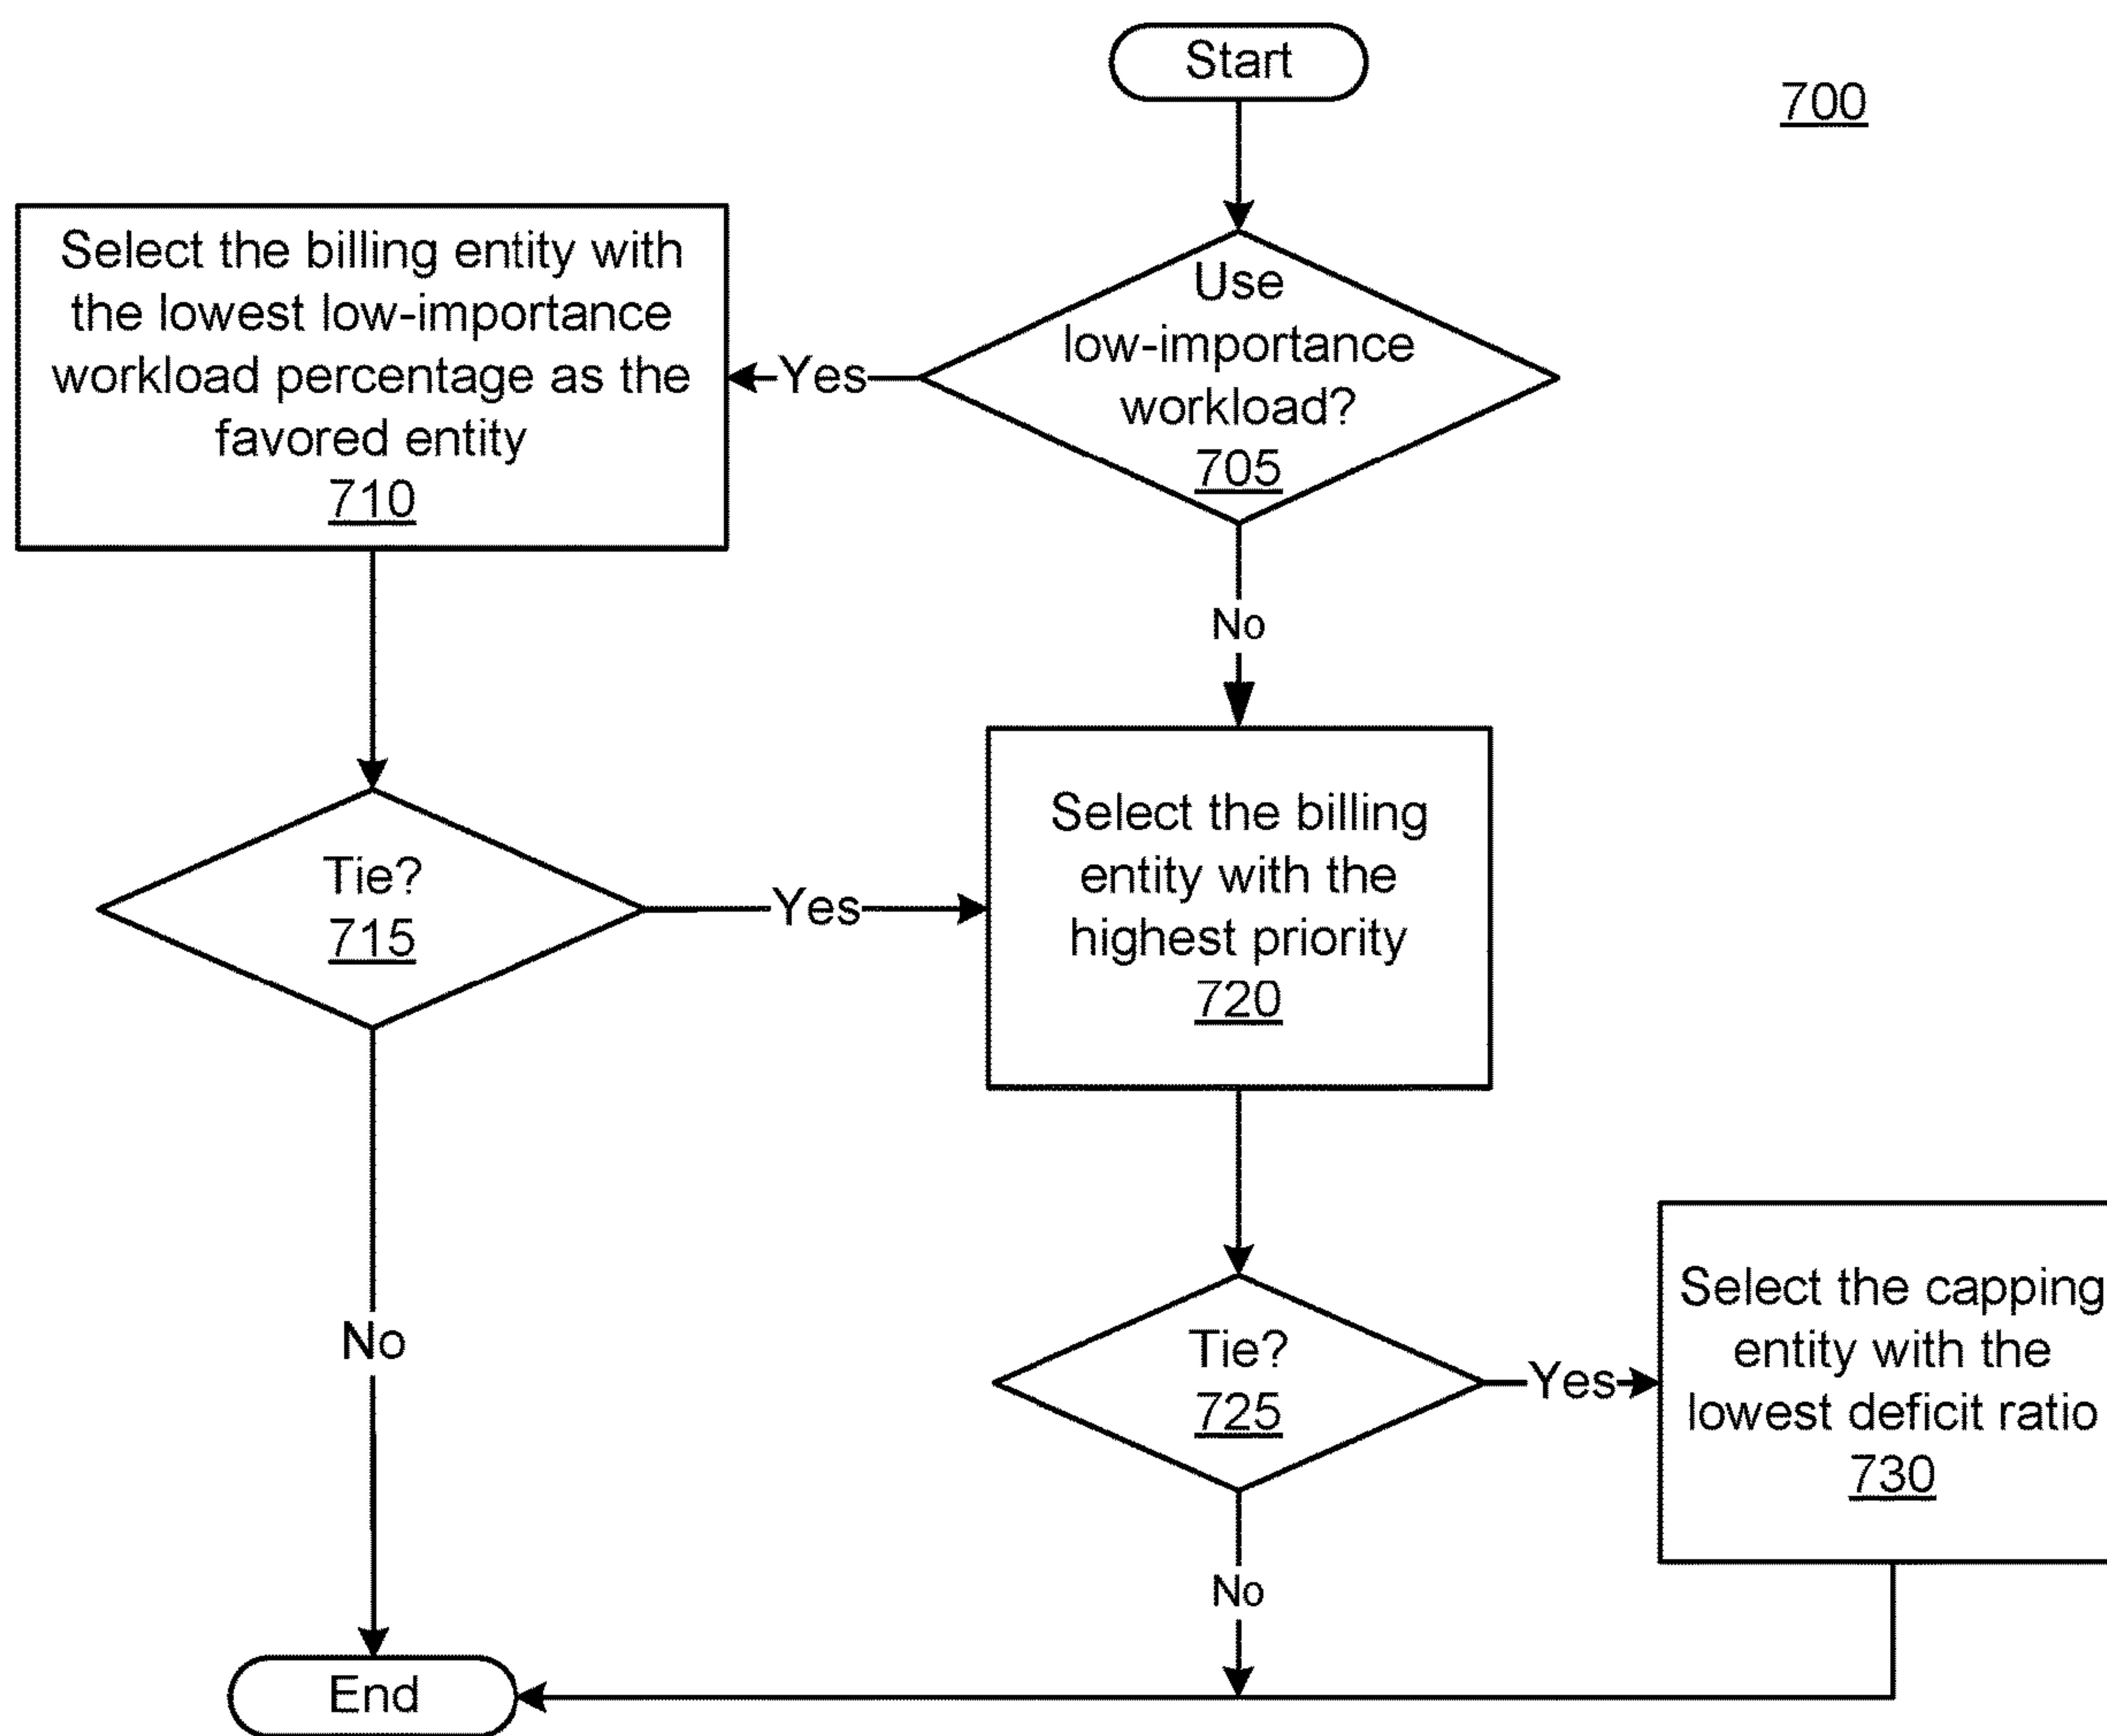 Start
700
Select the billing entity with
the lowest low-importance
workload percentage as the
favored entity
710
Use
low-importance
workload?
705
Yes
No
Tie?
715
Yes
Select the billing
entity with the
highest priority
720
No
Tie?
725
Yes
Select the capping
entity with the
lowest deficit ratio
730
No
End